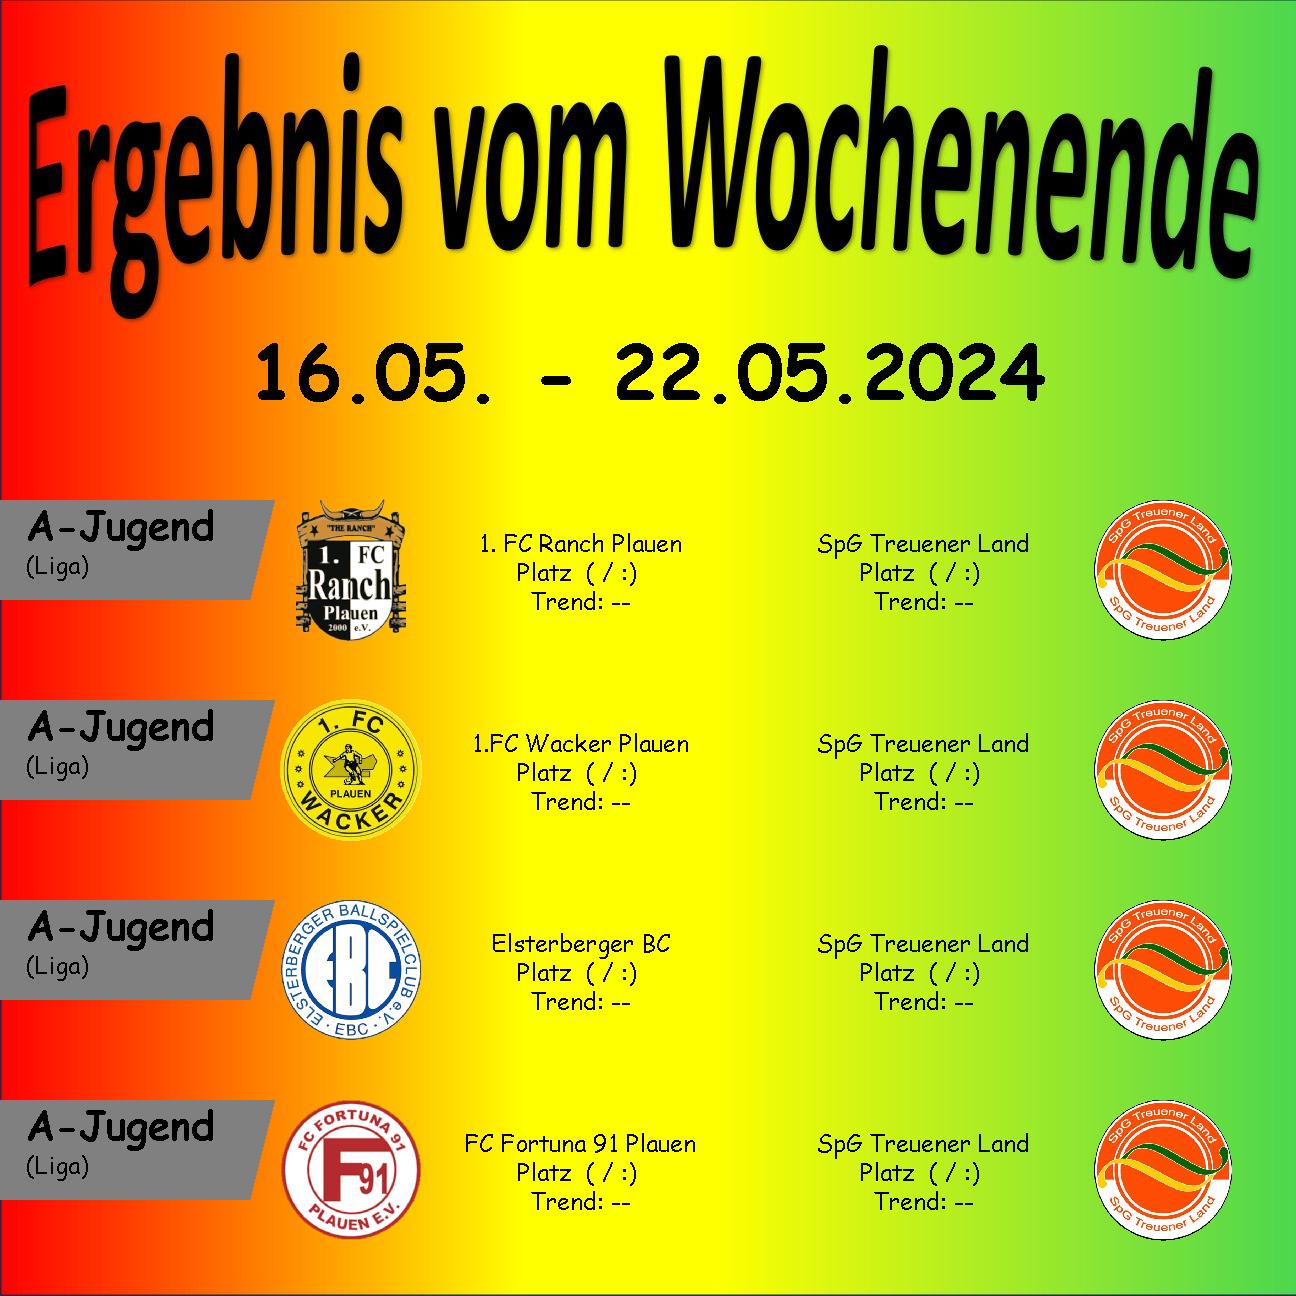 Ergebnis vom Wochenende
16.05. - 22.05.2024
A-Jugend
(Liga)
"THE RANCH"
1. FC
Ranch
Plauen
2000 e.V.
1. FC Ranch Plauen
Platz ( / :)
Trend: --
SpG Treuener Land
Platz ( / :)
Trend: --
SpG Treuener Land
SpG Treuener Land
A-Jugend
(Liga)
1. FC
PLAUEN
WACKER
1.FC Wacker Plauen
Platz ( / :)
Trend: --
SpG Treuener Land
Platz ( / :)
Trend: --
SpG Treuener Land
SpG Treuener Land
A-Jugend
(Liga)
ELSTERBERGER BALLSPIELCLUB e.V.
EBC
· EBC ·
Elsterberger BC
Platz ( / :)
Trend: --
SpG Treuener Land
Platz ( / :)
Trend: --
SpG Treuener Land
SpG Treuener Land
A-Jugend
(Liga)
FC FORTUNA 91
F91
PLAUEN E.V.
FC Fortuna 91 Plauen
Platz ( / :)
Trend: --
SpG Treuener Land
Platz ( / :)
Trend: --
SpG Treuener Land
SpG Treuener Land